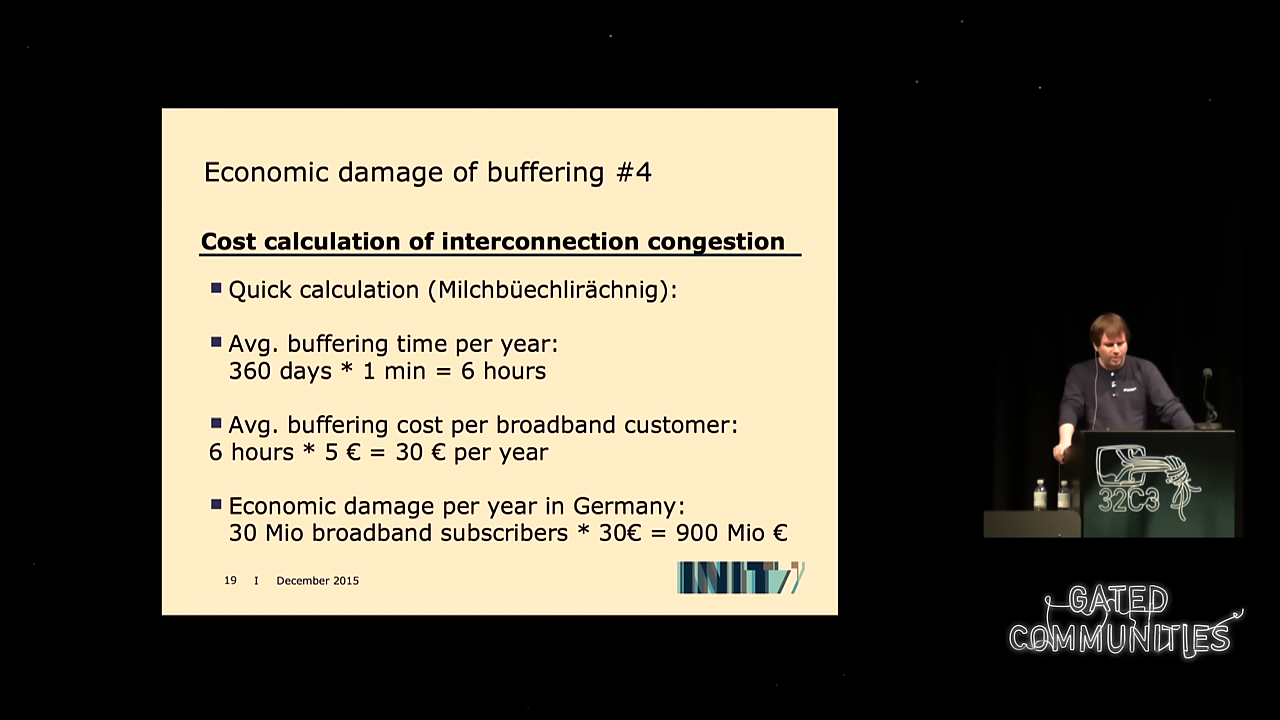 Economic damage of buffering #4
Cost calculation of interconnection congestion
Quick calculation (Milchbüechlirächnig):
Avg. buffering time per year:
360 days * 1 min = 6 hours
Avg. buffering cost per broadband customer:
6 hours * 5 € = 30 € per year
Economic damage per year in Germany:
30 Mio broadband subscribers * 30€ = 900 Mio €
19 I December 2015
INIT7
32C3
GATED
COMMUNITIES